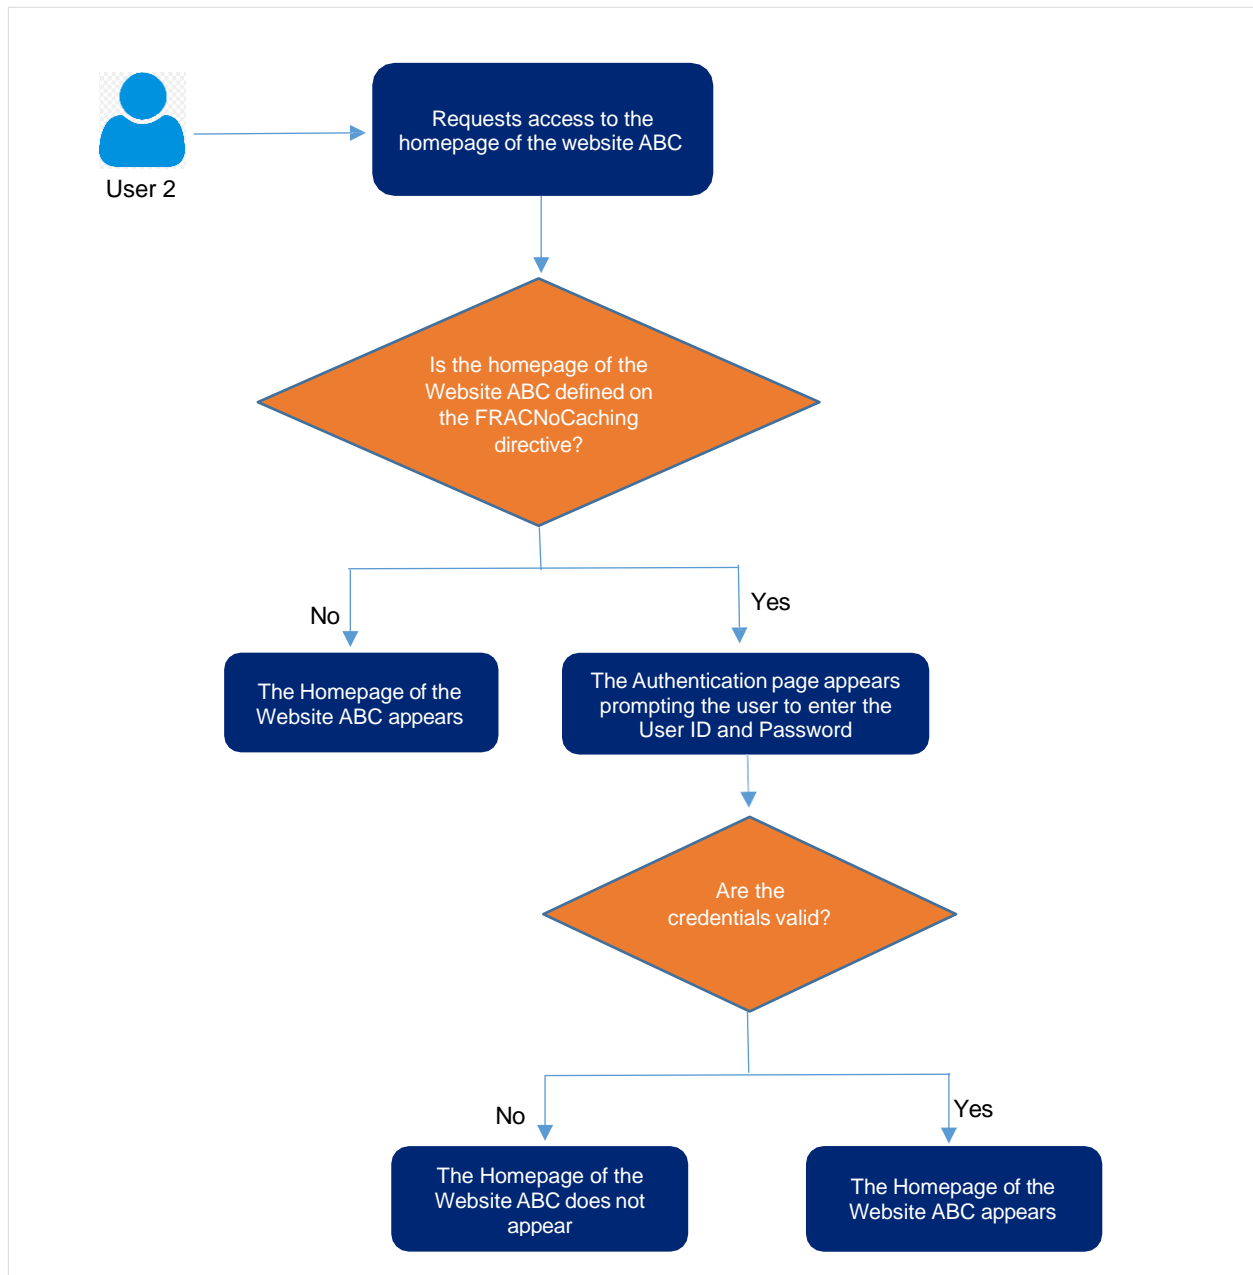 User 2
Requests access to the
homepage of the website ABC
Is the homepage of the
Website ABC defined on
the FRACNoCaching
directive?
No
Yes
The Homepage of the
Website ABC appears
The Authentication page appears
prompting the user to enter the
User ID and Password
Are the
credentials valid?
No
Yes
The Homepage of the
Website ABC does not
appear
The Homepage of the
Website ABC appears